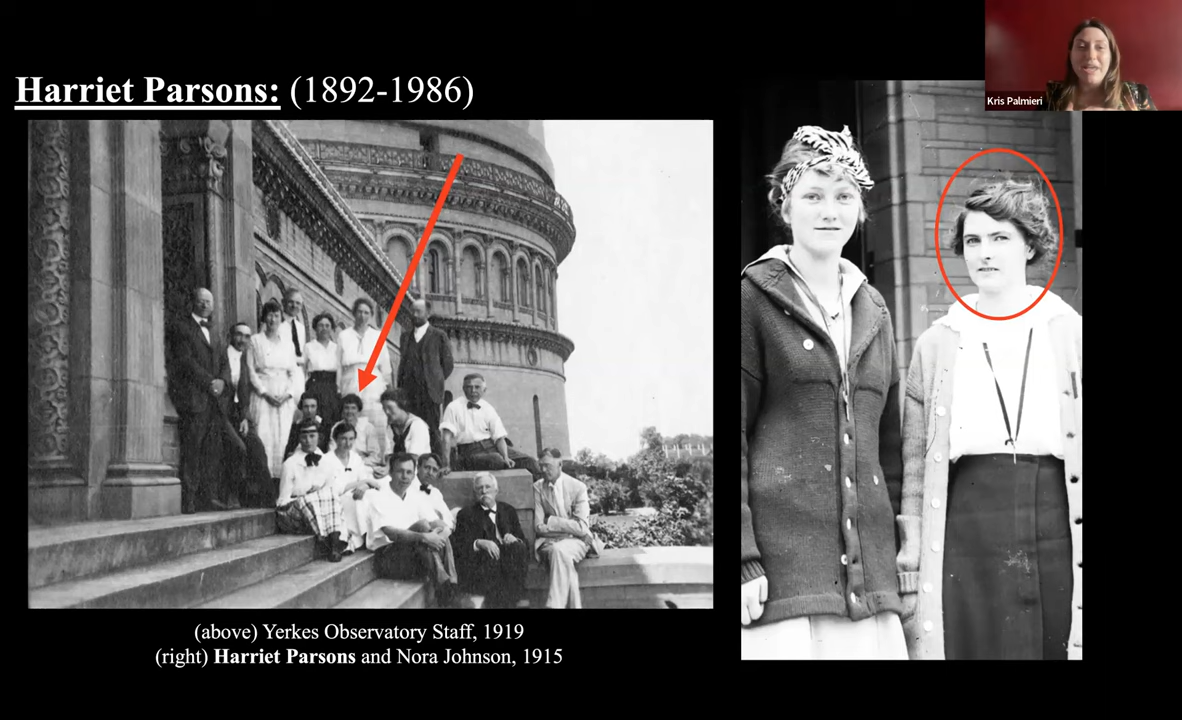 Harriet Parsons: (1892-1986)
Kris Palmieri
(above) Yerkes Observatory Staff, 1919
(right) Harriet Parsons and Nora Johnson, 1915